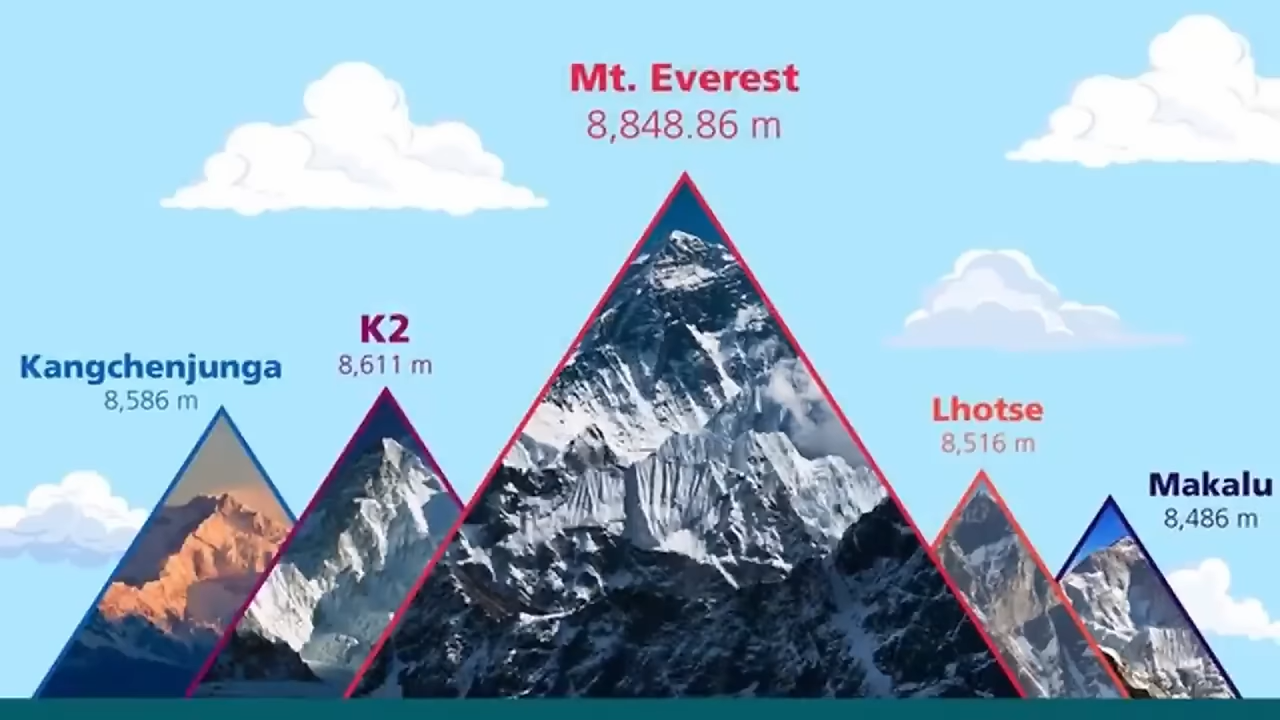 Mt. Everest
8,848.86 m
K2
8,611 m
Kangchenjunga
8,586 m
Lhotse
8,516 m
Makalu
8,486 m